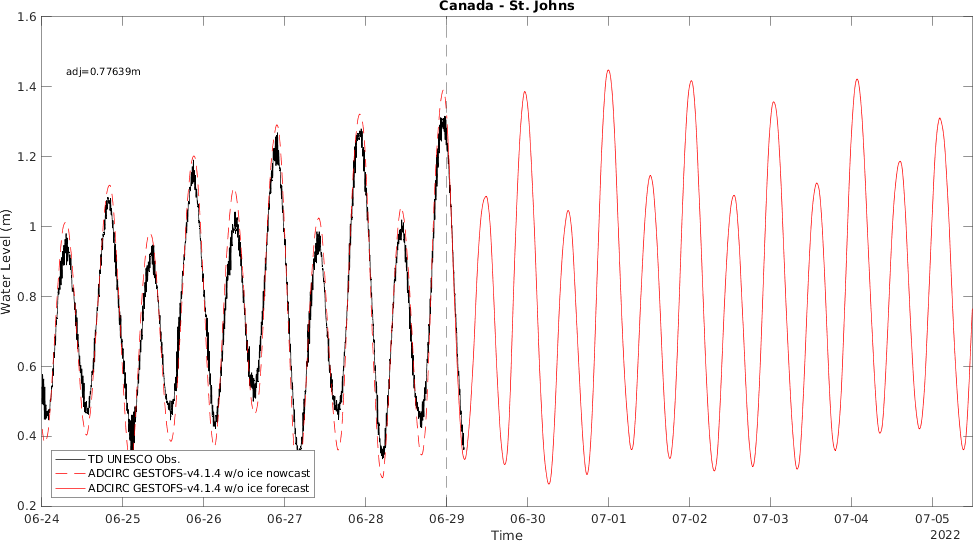 Canada - St. Johns
1.6
adj=0.77639m
1.4
1.2
1
0.8
0.6
0.4
0.2
Water Level (m)
TD UNESCO Obs.
ADCIRC GESTOFS-v4.1.4 w/o ice nowcast
ADCIRC GESTOFS-v4.1.4 w/o ice forecast
06-24 06-25 06-26 06-27 06-28 06-29 06-30 07-01 07-02 07-03 07-04 07-05
Time
2022